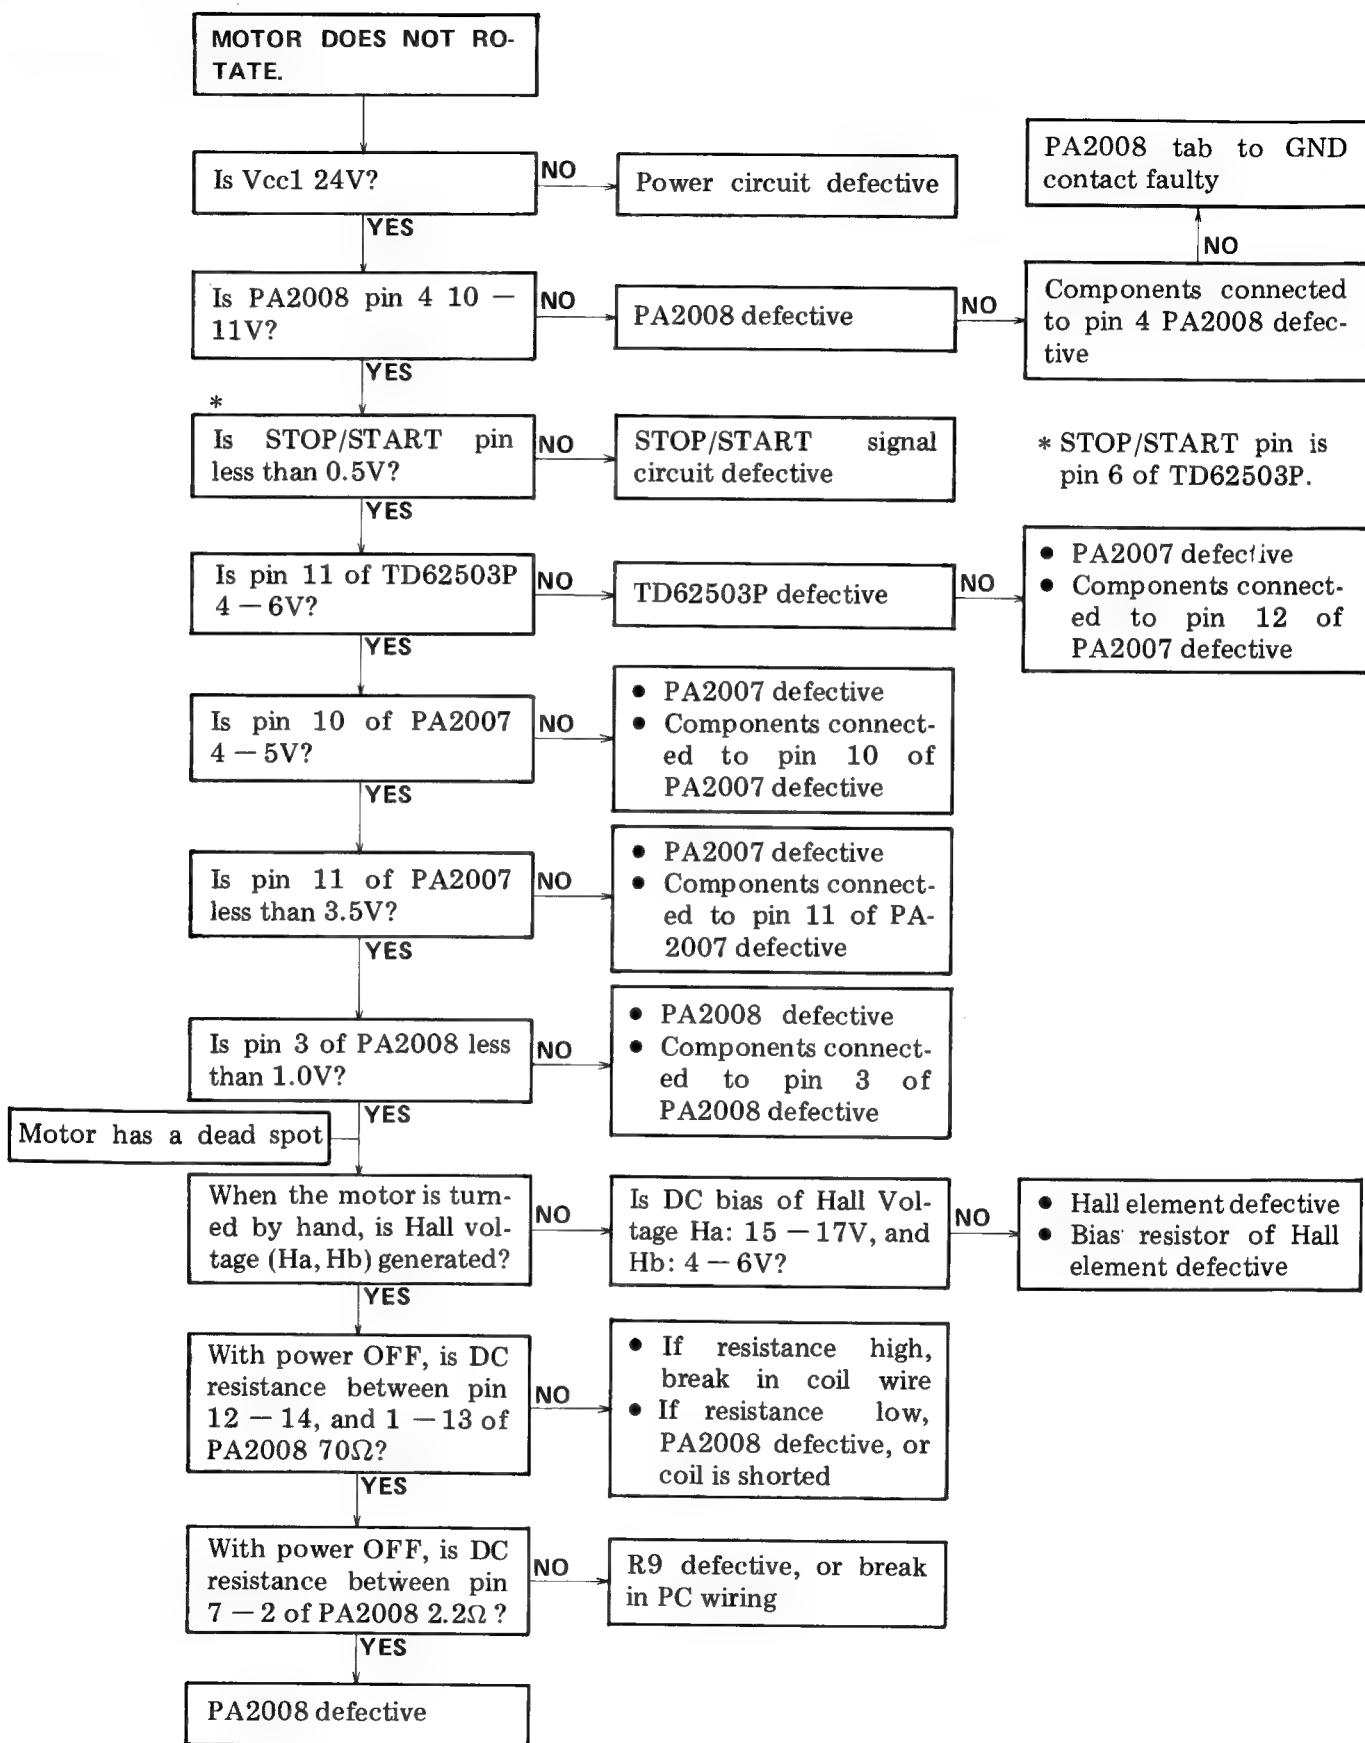 MOTOR DOES NOT RO-
TATE.
Is Vcc1 24V?
NO
Power circuit defective
PA2008 tab to GND
contact faulty
YES
NO
Is PA2008 pin 4 10 —
11V?
NO
PA2008 defective
NO
Components connected
to pin 4 PA2008 defec-
tive
YES
*
Is STOP/START pin
less than 0.5V?
NO
STOP/START signal
circuit defective
* STOP/START pin is
pin 6 of TD62503P.
YES
Is pin 11 of TD62503P
4 — 6V?
NO
TD62503P defective
NO
• PA2007 defective
• Components connect-
ed to pin 12 of
PA2007 defective
YES
Is pin 10 of PA2007
4 — 5V?
NO
• PA2007 defective
• Components connect-
ed to pin 10 of
PA2007 defective
YES
Is pin 11 of PA2007
less than 3.5V?
NO
• PA2007 defective
• Components connect-
ed to pin 11 of PA-
2007 defective
YES
Is pin 3 of PA2008 less
than 1.0V?
NO
• PA2008 defective
• Components connect-
ed to pin 3 of
PA2008 defective
YES
Motor has a dead spot
When the motor is turn-
ed by hand, is Hall vol-
tage (Ha, Hb) generated?
NO
Is DC bias of Hall Vol-
tage Ha: 15 — 17V, and
Hb: 4 — 6V?
NO
• Hall element defective
• Bias resistor of Hall
element defective
YES
With power OFF, is DC
resistance between pin
12 — 14, and 1 — 13 of
PA2008 70Ω?
NO
• If resistance high,
break in coil wire
• If resistance low,
PA2008 defective, or
coil is shorted
YES
With power OFF, is DC
resistance between pin
7 — 2 of PA2008 2.2Ω ?
NO
R9 defective, or break
in PC wiring
YES
PA2008 defective